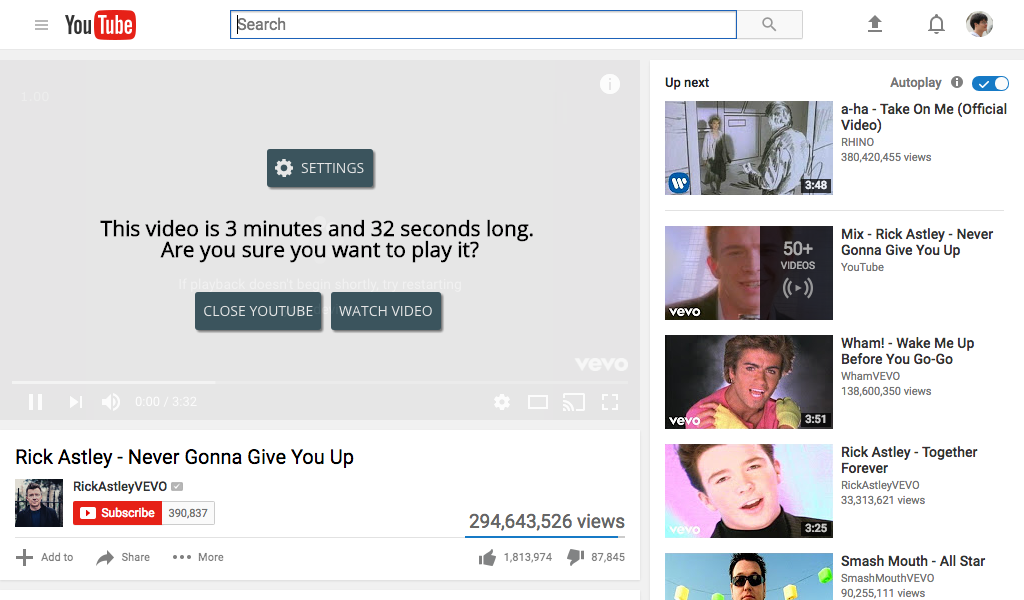 YouTube
Search
1:00
SETTINGS
This video is 3 minutes and 32 seconds long.
Are you sure you want to play it?
If playback doesn't begin shortly, try restarting
CLOSE YOUTUBE
WATCH VIDEO
vevo
0:00 / 3:32
Rick Astley - Never Gonna Give You Up
RickAstleyVEVO
Subscribe 390,837
294,643,526 views
Add to Share More
1,813,974 87,845
Up next
Autoplay
a-ha - Take On Me (Official
Video)
RHINO
380,420,455 views
3:48
Mix - Rick Astley - Never
Gonna Give You Up
YouTube
50+
VIDEOS
vevo
Wham! - Wake Me Up
Before You Go-Go
WhamVEVO
138,600,350 views
vevo
3:51
Rick Astley - Together
Forever
RickAstleyVEVO
33,313,621 views
vevo
3:25
Smash Mouth - All Star
SmashMouthVEVO
90,255,111 views